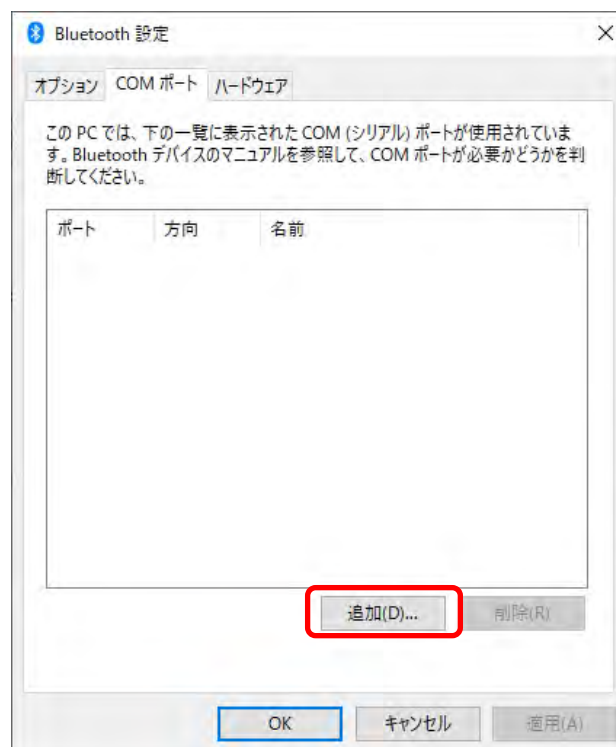 Bluetooth 設定
オプション COM ポート ハードウェア
この PC では、下の一覧に表示された COM (シリアル) ポートが使用されていま
す。Bluetooth デバイスのマニュアルを参照して、COM ポートが必要かどうかを判
断してください。
ポート 方向 名前
追加(D)... 削除(R)
OK キャンセル 適用(A)